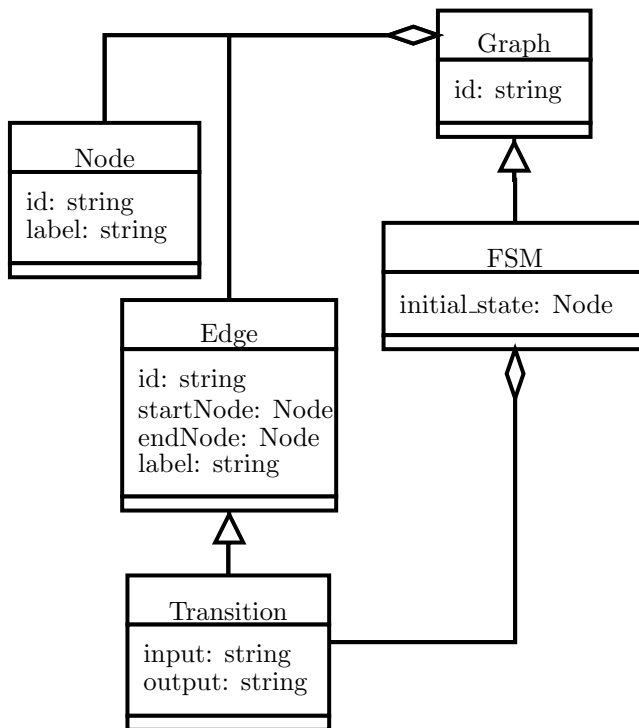 Graph
id: string
Node
id: string
label: string
FSM
initial_state: Node
Edge
id: string
startNode: Node
endNode: Node
label: string
Transition
input: string
output: string